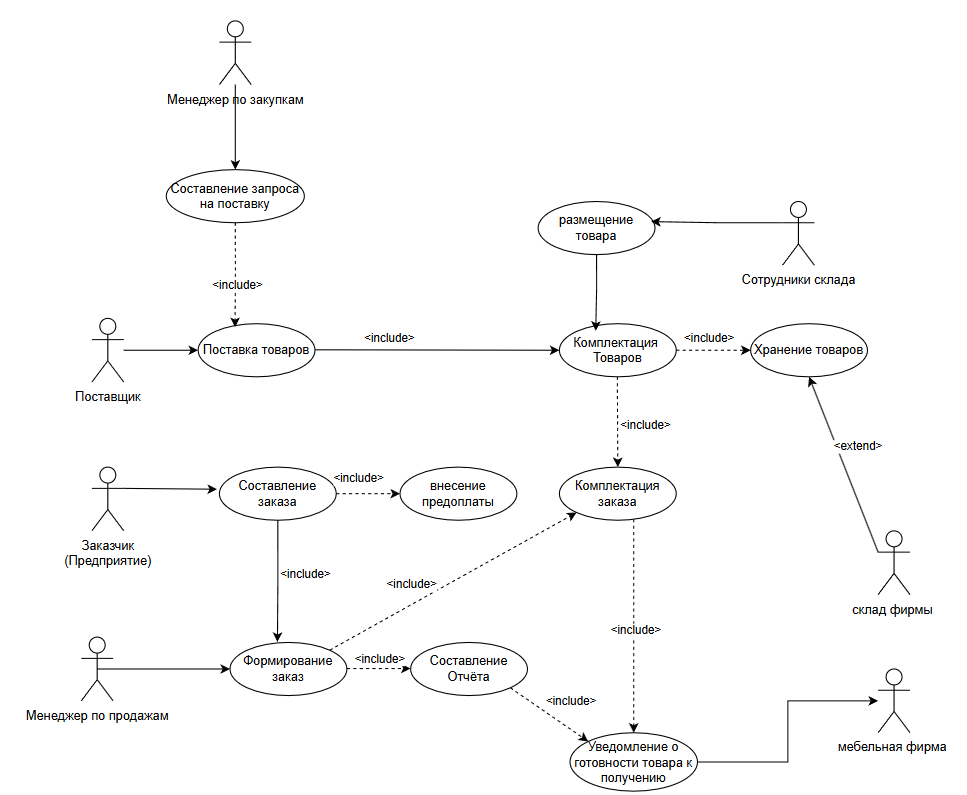 Менеджер по закупкам
Составление запроса
на поставку
размещение
товара
Сотрудники склада
<include>
Поставщик
Поставка товаров
<include>
Комплектация
Товаров
<include>
Хранение товаров
<include>
<extend>
Заказчик
(Предприятие)
Составление
заказа
<include>
внесение
предоплаты
Комплектация
заказа
<include>
<include>
склад фирмы
<include>
Менеджер по продажам
Формирование
заказ
<include>
Составление
Отчёта
<include>
Уведомление о
готовности товара к
получению
мебельная фирма